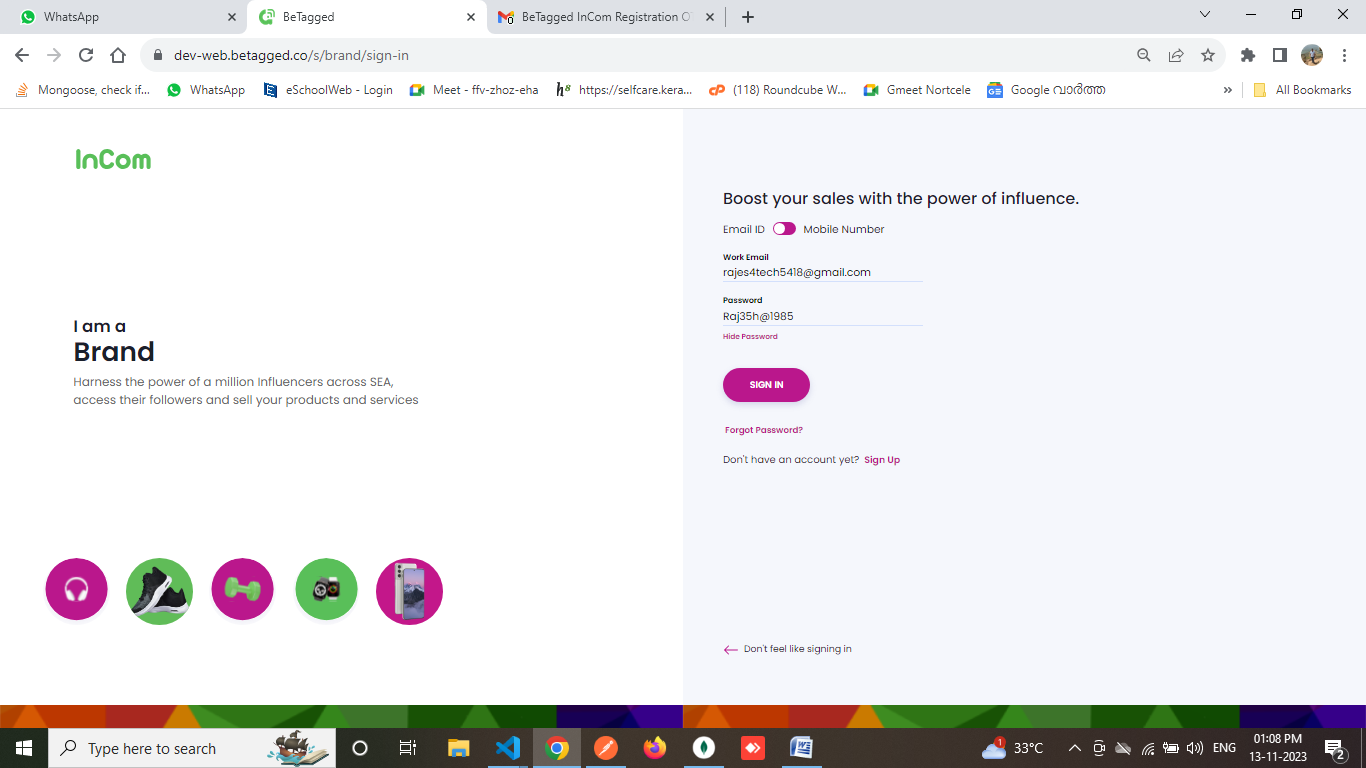 WhatsApp
BeTagged
BeTagged InCom Registration O
dev-web.betagged.co/s/brand/sign-in
Mongoose, check if...
WhatsApp
eSchoolWeb - Login
Meet - ffv-zhoz-eha
https://selfcare.kera...
(118) Roundcube W...
Gmeet Nortcele
Google വാർത്ത
»
All Bookmarks
InCom
I am a
Brand
Harness the power of a million Influencers across SEA,
access their followers and sell your products and services
Boost your sales with the power of influence.
Email ID Mobile Number
Work Email
rajes4tech5418@gmail.com
Password
Raj35h@1985
Hide Password
SIGN IN
Forgot Password?
Don't have an account yet? Sign Up
Don't feel like signing in
Type here to search
1
33°C
ENG
01:08 PM
13-11-2023
2